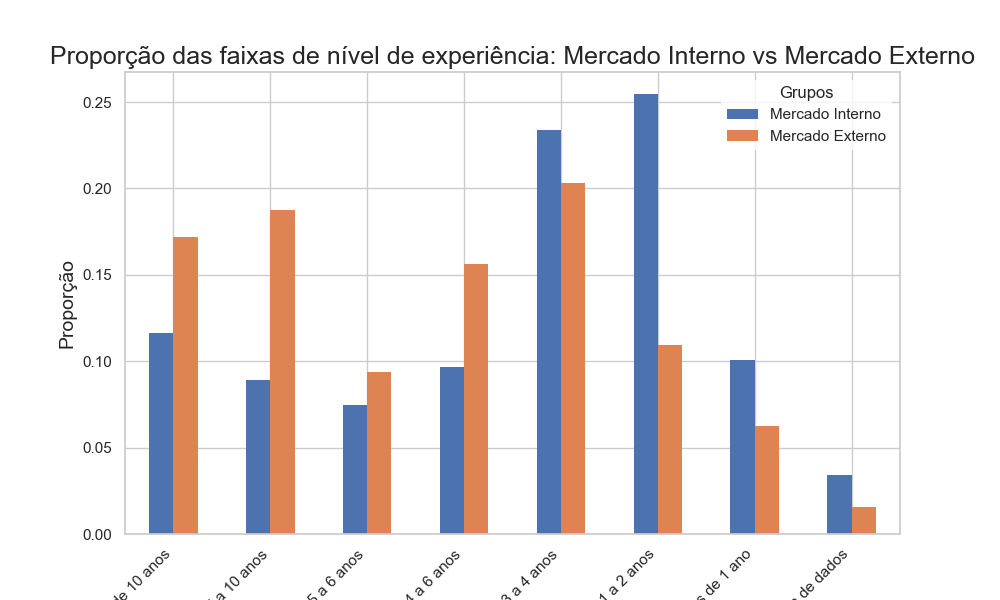 Proporção das faixas de nível de experiência: Mercado Interno vs Mercado Externo
Grupos
Mercado Interno
Mercado Externo
Proporção
0.25
0.20
0.15
0.10
0.05
0.00
de 10 anos
a 10 anos
5 a 6 anos
4 a 6 anos
3 a 4 anos
1 a 2 anos
de 1 ano
de dados